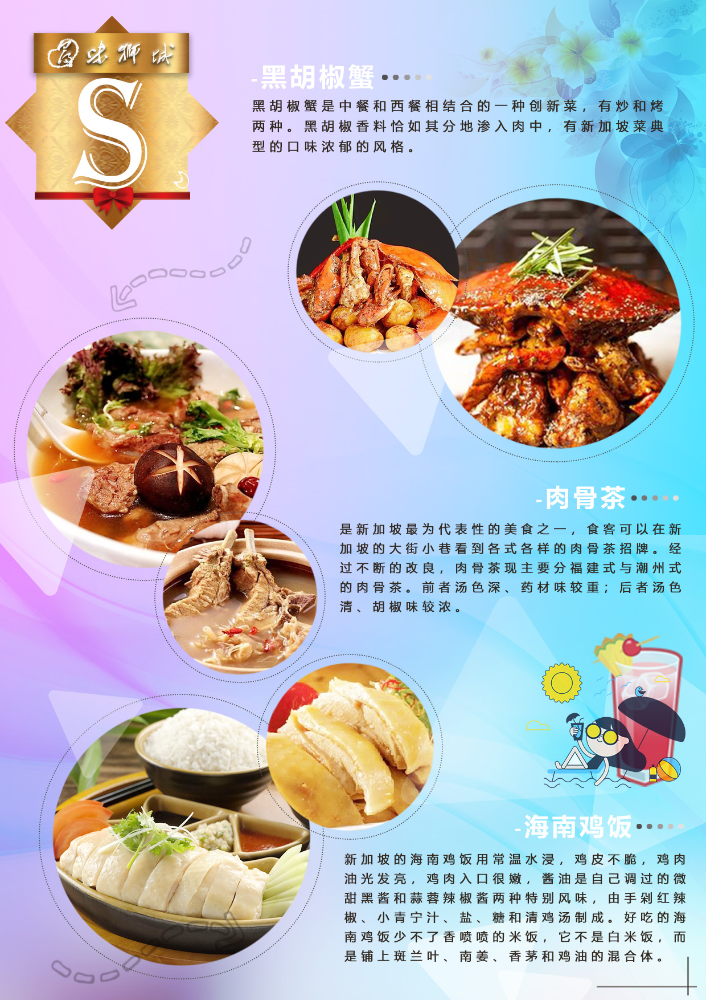 寻味狮城
S
-黑胡椒蟹
黑胡椒蟹是中餐和西餐相结合的一种创新菜，有炒和烤
两种。黑胡椒香料恰如其分地渗入肉中，有新加坡菜典
型的口味浓郁的风格。
-肉骨茶
是新加坡最为代表性的美食之一，食客可以在新
加坡的大街小巷看到各式各样的肉骨茶招牌。经
过不断的改良，肉骨茶现主要分福建式与潮州式
的肉骨茶。前者汤色深、药材味较重；后者汤色
清、胡椒味较浓。
-海南鸡饭
新加坡的海南鸡饭用常温水浸，鸡皮不脆，鸡肉
油光发亮，鸡肉入口很嫩，酱油是自己调过的微
甜黑酱和蒜蓉辣椒酱两种特别风味，由手剁红辣
椒、小青宁汁、盐、糖和清鸡汤制成。好吃的海
南鸡饭少不了香喷喷的米饭，它不是白米饭，而
是铺上斑兰叶、南姜、香茅和鸡油的混合体。